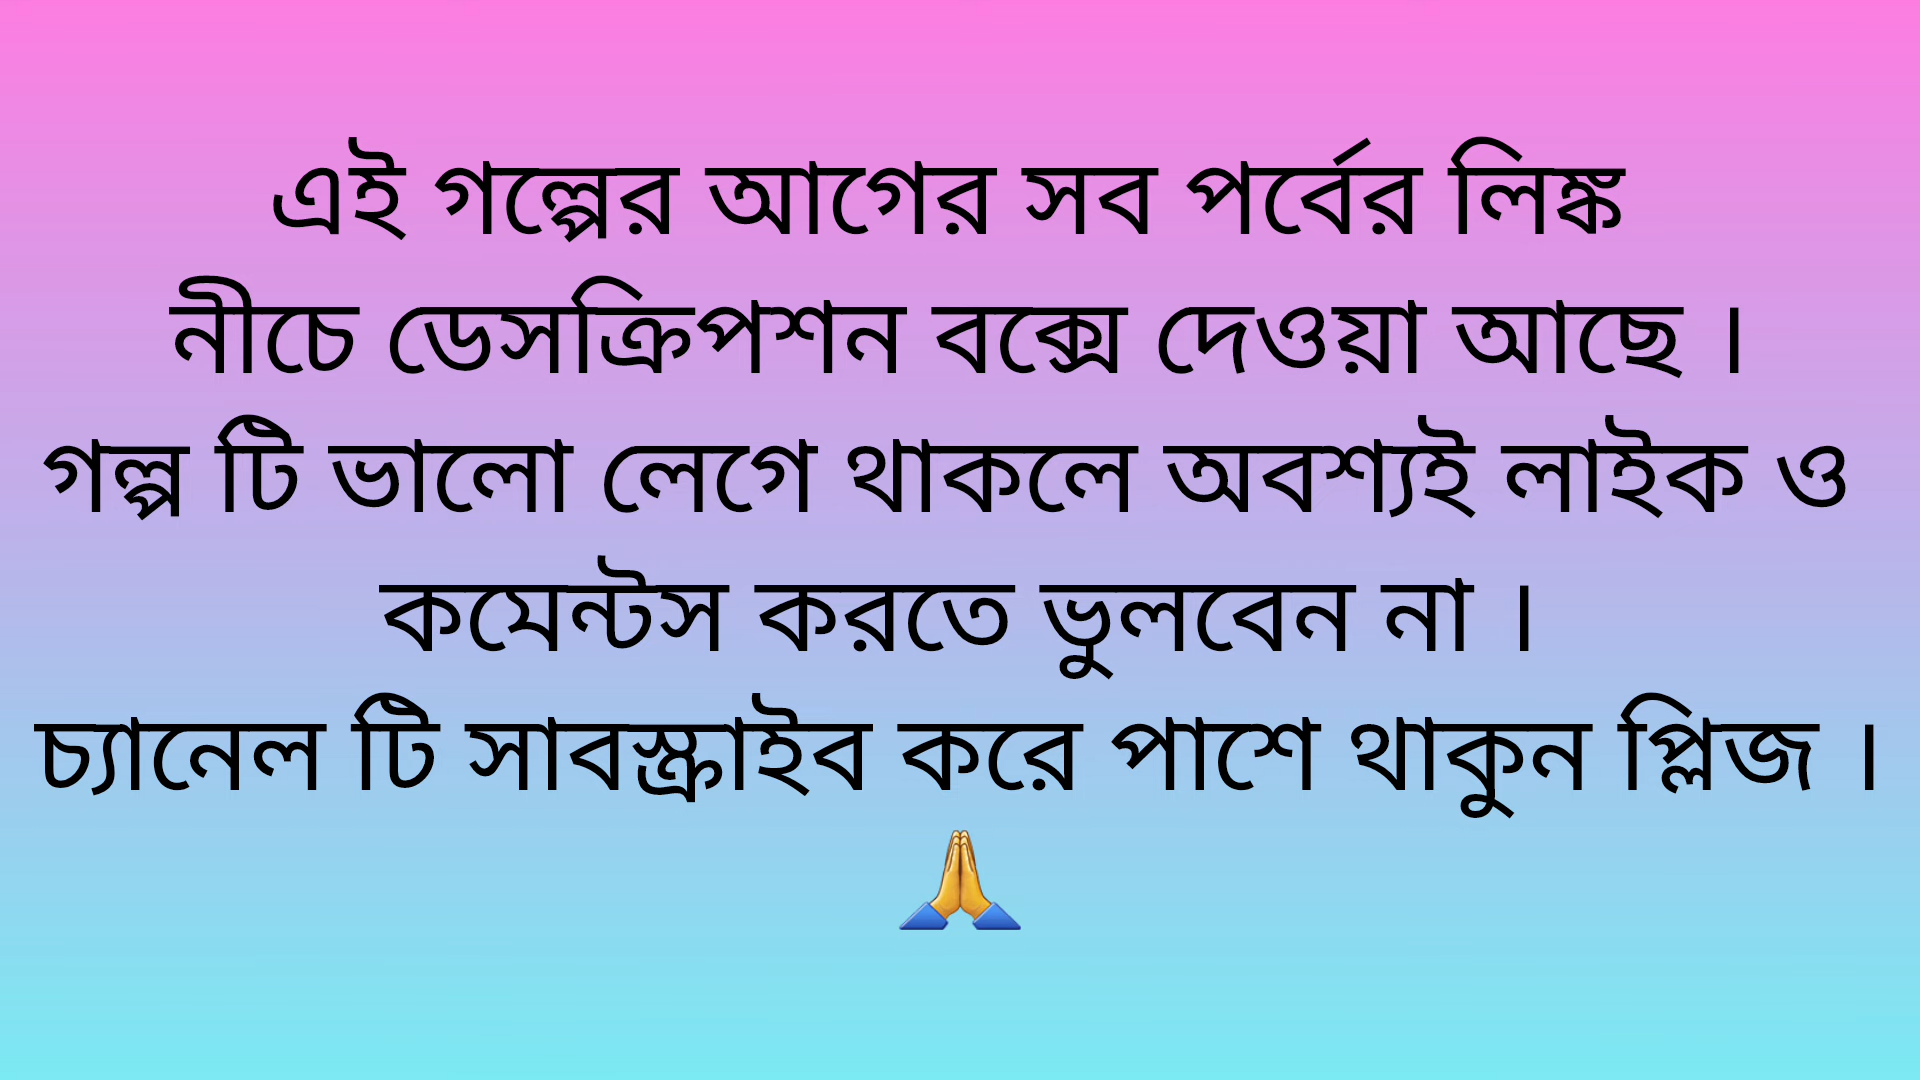 এই গল্পের আগের সব পর্বের লিঙ্ক
নীচে ডেসক্রিপশন বক্সে দেওয়া আছে ।
গল্প টি ভালো লেগে থাকলে অবশ্যই লাইক ও
কমেন্টস করতে ভুলবেন না ।
চ্যানেল টি সাবস্ক্রাইব করে পাশে থাকুন প্লিজ ।
🙏